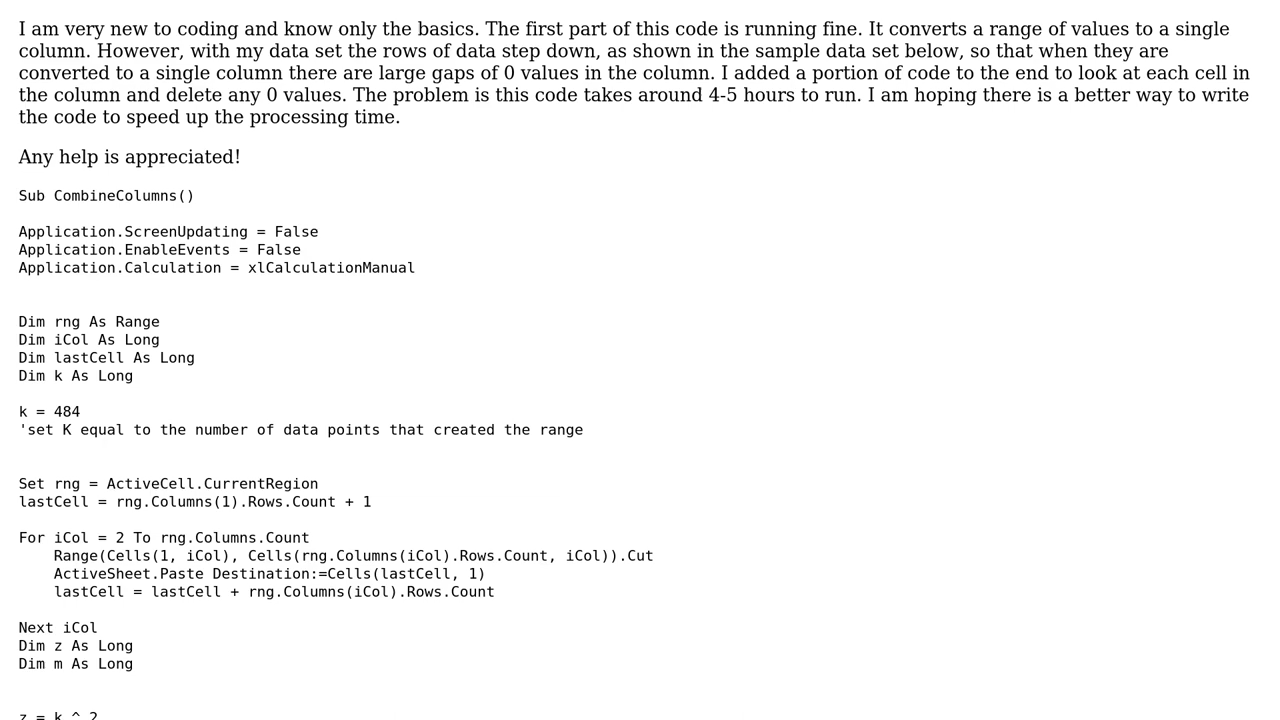 I am very new to coding and know only the basics. The first part of this code is running fine. It converts a range of values to a single
column. However, with my data set the rows of data step down, as shown in the sample data set below, so that when they are
converted to a single column there are large gaps of 0 values in the column. I added a portion of code to the end to look at each cell in
the column and delete any 0 values. The problem is this code takes around 4-5 hours to run. I am hoping there is a better way to write
the code to speed up the processing time.
Any help is appreciated!
Sub CombineColumns()
Application.ScreenUpdating = False
Application.EnableEvents = False
Application.Calculation = xlCalculationManual
Dim rng As Range
Dim iCol As Long
Dim lastCell As Long
Dim k As Long
k = 484
'set K equal to the number of data points that created the range
Set rng = ActiveCell.CurrentRegion
lastCell = rng.Columns(1).Rows.Count + 1
For iCol = 2 To rng.Columns.Count
    Range(Cells(1, iCol), Cells(rng.Columns(iCol).Rows.Count, iCol)).Cut
    ActiveSheet.Paste Destination:=Cells(lastCell, 1)
    lastCell = lastCell + rng.Columns(iCol).Rows.Count
Next iCol
Dim z As Long
Dim m As Long
z = k ^ 2